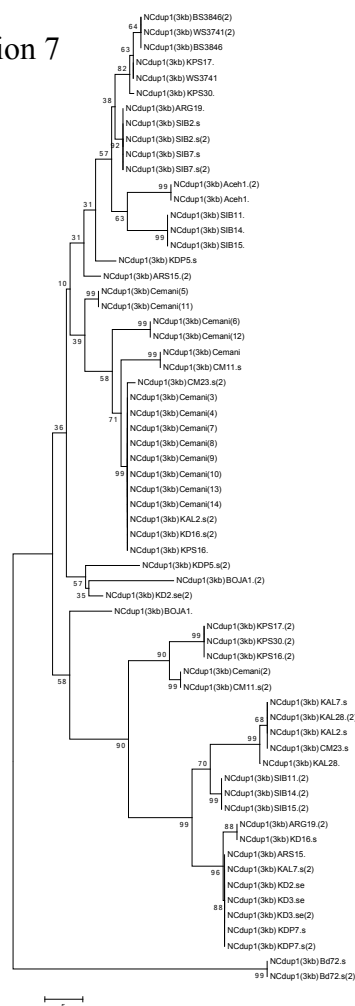 ion 7
NCdup1(3kb)BS3846(2)
64
NCdup1(3kb)WS3741(2)
63
NCdup1(3kb)BS3846
NCdup1(3kb)KPS17.
82
NCdup1(3kb)WS3741
NCdup1(3kb)KPS30.
38
NCdup1(3kb)ARG19.
NCdup1(3kb)SIB2.s
NCdup1(3kb)SIB2.s(2)
92
NCdup1(3kb)SIB7.s
57
NCdup1(3kb)SIB7.s(2)
NCdup1(3kb)Aceh1.(2)
99
NCdup1(3kb)Aceh1.
31
63
NCdup1(3kb)SIB11.
NCdup1(3kb)SIB14.
99
NCdup1(3kb)SIB15.
31
NCdup1(3kb)KDP5.s
NCdup1(3kb)ARS15.(2)
10
99
NCdup1(3kb)Cemani(5)
NCdup1(3kb)Cemani(11)
39
99
NCdup1(3kb)Cemani(6)
NCdup1(3kb)Cemani(12)
58
99
NCdup1(3kb)Cemani
NCdup1(3kb)CM11.s
NCdup1(3kb)CM23.s(2)
71
NCdup1(3kb)Cemani(3)
NCdup1(3kb)Cemani(4)
36
NCdup1(3kb)Cemani(7)
NCdup1(3kb)Cemani(8)
NCdup1(3kb)Cemani(9)
99
NCdup1(3kb)Cemani(10)
NCdup1(3kb)Cemani(13)
NCdup1(3kb)Cemani(14)
NCdup1(3kb)KAL2.s(2)
NCdup1(3kb)KD16.s(2)
NCdup1(3kb)KPS16.
NCdup1(3kb)KDP5.s(2)
57
NCdup1(3kb)BOJA1.(2)
35
NCdup1(3kb)KD2.se(2)
NCdup1(3kb)BOJA1.
NCdup1(3kb)KPS17.(2)
99
NCdup1(3kb)KPS30.(2)
90
NCdup1(3kb)KPS16.(2)
58
NCdup1(3kb)Cemani(2)
99
NCdup1(3kb)CM11.s(2)
NCdup1(3kb)KAL7.s
68
NCdup1(3kb)KAL28.(2)
90
NCdup1(3kb)KAL2.s
99
NCdup1(3kb)CM23.s
NCdup1(3kb)KAL28.
70
NCdup1(3kb)SIB11.(2)
NCdup1(3kb)SIB14.(2)
99
NCdup1(3kb)SIB15.(2)
99
88
NCdup1(3kb)ARG19.(2)
NCdup1(3kb)KD16.s
NCdup1(3kb)ARS15.
96
NCdup1(3kb)KAL7.s(2)
NCdup1(3kb)KD2.se
NCdup1(3kb)KD3.se
88
NCdup1(3kb)KD3.se(2)
NCdup1(3kb)KDP7.s
NCdup1(3kb)KDP7.s(2)
NCdup1(3kb)Bd72.s
99
NCdup1(3kb)Bd72.s(2)